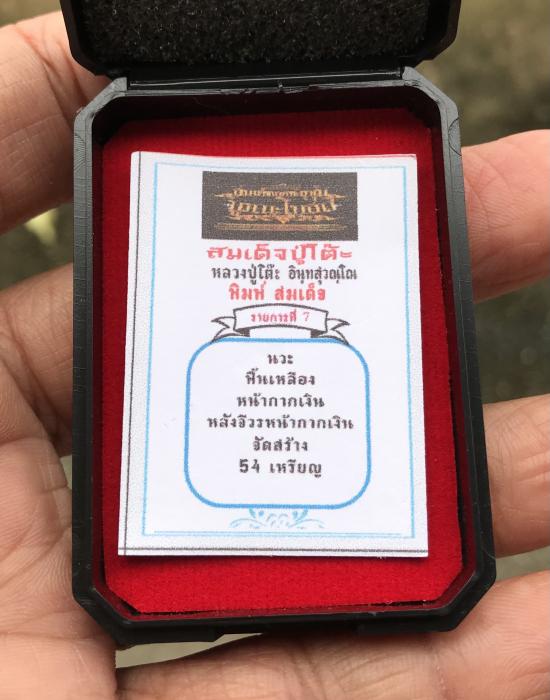 สมเด็จปู่โต๊ะ
หลวงปู่โต๊ะ อินฺทสุวณฺโณ
พิมพ์ สมเด็จ
รายการที่ 7
นวะ
พื้นเหลือง
หน้ากากเงิน
หลังจีวรหน้ากากเงิน
จัดสร้าง
54 เหรียญ